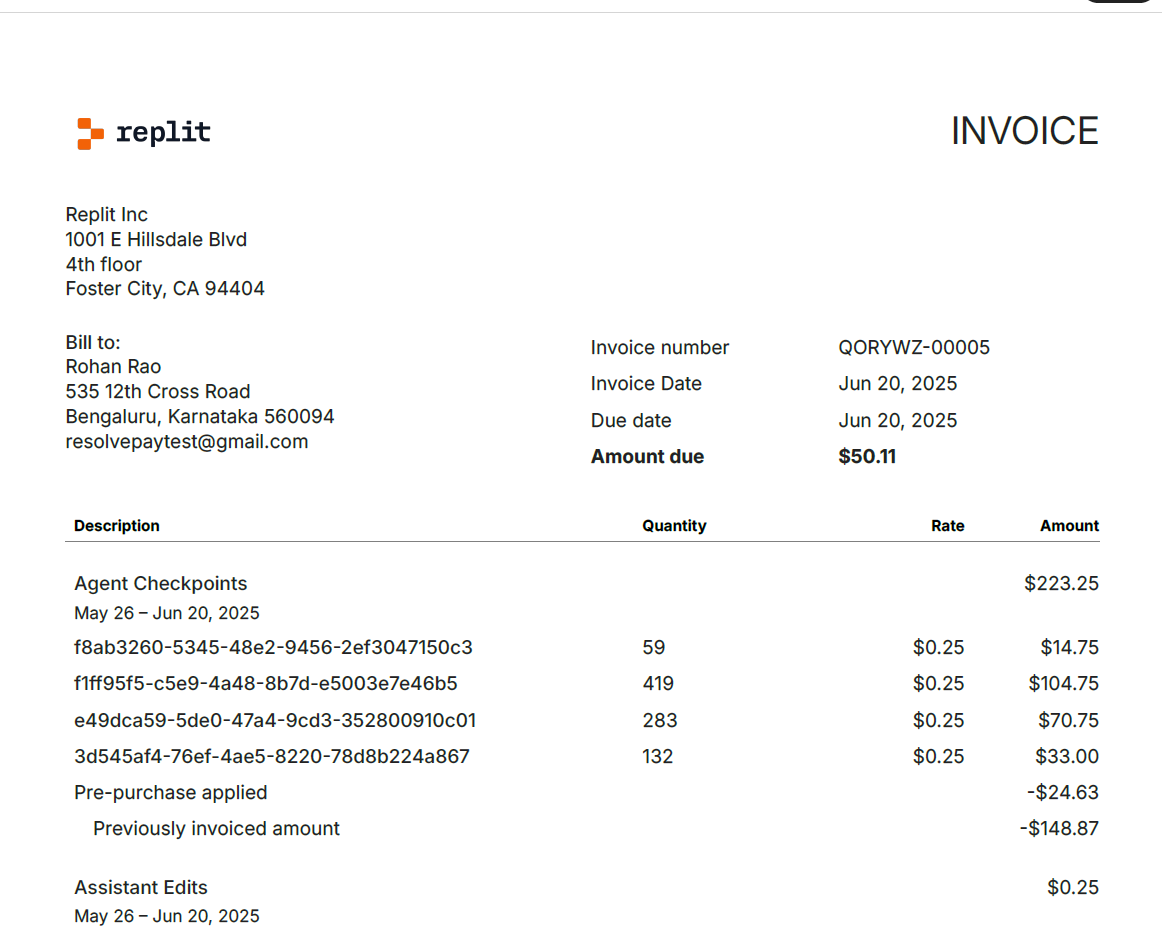 replit
INVOICE
Replit Inc
1001 E Hillsdale Blvd
4th floor
Foster City, CA 94404
Bill to:
Rohan Rao
535 12th Cross Road
Bengaluru, Karnataka 560094
resolvepaytest@gmail.com
Invoice number QORYWZ-00005
Invoice Date Jun 20, 2025
Due date Jun 20, 2025
Amount due $50.11
Description Quantity Rate Amount
Agent Checkpoints $223.25
May 26 – Jun 20, 2025
f8ab3260-5345-48e2-9456-2ef3047150c3 59 $0.25 $14.75
f1ff95f5-c5e9-4a48-8b7d-e5003e7e46b5 419 $0.25 $104.75
e49dca59-5de0-47a4-9cd3-352800910c01 283 $0.25 $70.75
3d545af4-76ef-4ae5-8220-78d8b224a867 132 $0.25 $33.00
Pre-purchase applied -$24.63
Previously invoiced amount -$148.87
Assistant Edits $0.25
May 26 – Jun 20, 2025